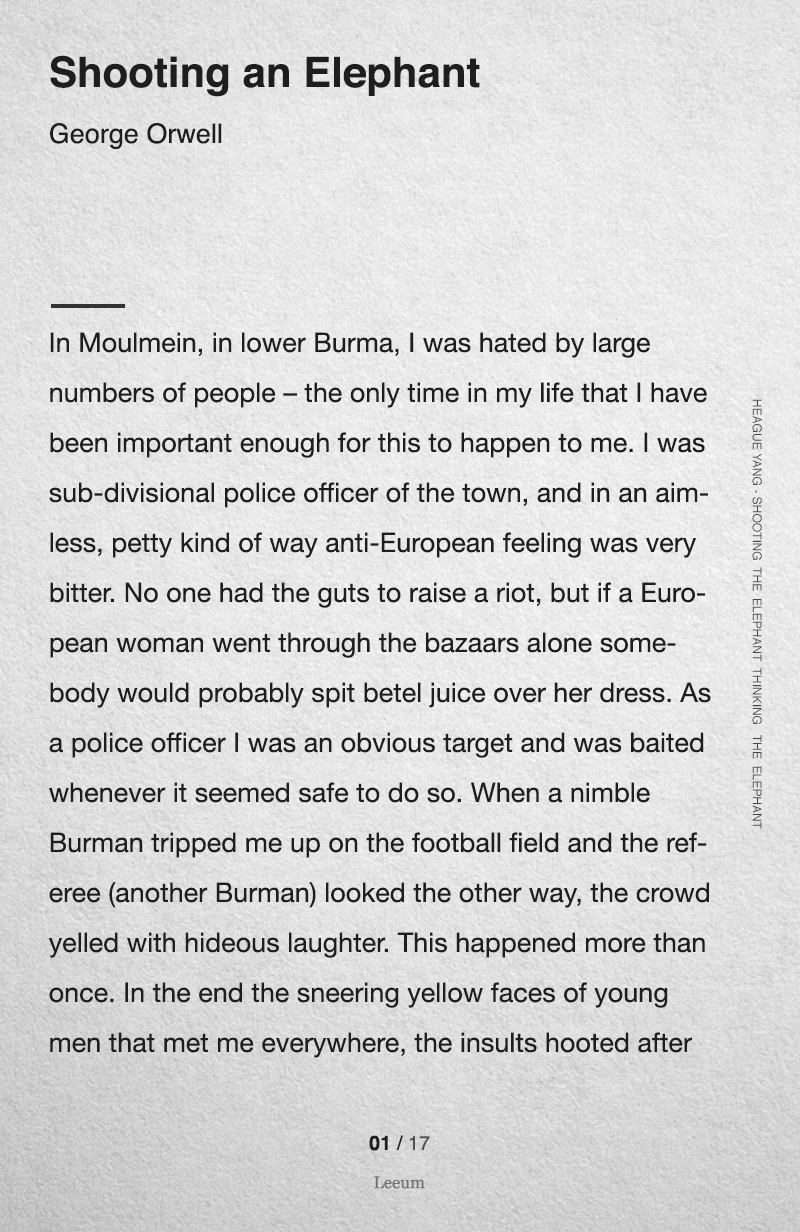 Shooting an Elephant
George Orwell
In Moulmein, in lower Burma, I was hated by large
numbers of people – the only time in my life that I have
been important enough for this to happen to me. I was
sub-divisional police officer of the town, and in an aim-
less, petty kind of way anti-European feeling was very
bitter. No one had the guts to raise a riot, but if a Euro-
pean woman went through the bazaars alone some-
body would probably spit betel juice over her dress. As
a police officer I was an obvious target and was baited
whenever it seemed safe to do so. When a nimble
Burman tripped me up on the football field and the ref-
eree (another Burman) looked the other way, the crowd
yelled with hideous laughter. This happened more than
once. In the end the sneering yellow faces of young
men that met me everywhere, the insults hooted after
HEAGUE YANG - SHOOTING THE ELEPHANT THINKING THE ELEPHANT
01 / 17
Leeum